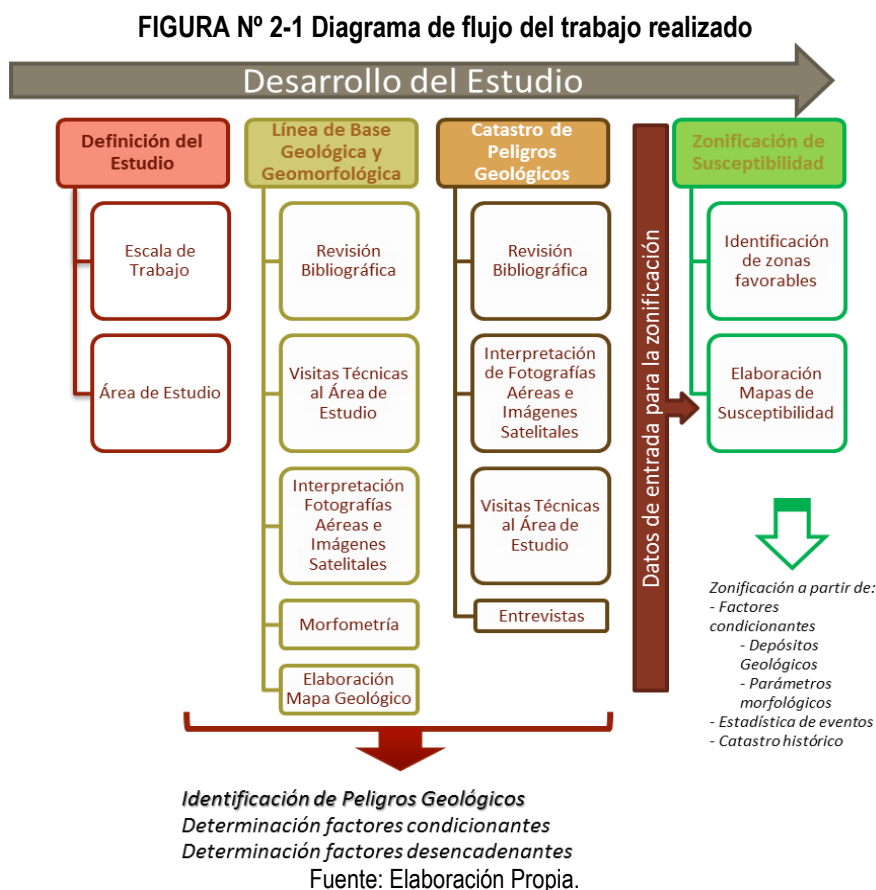 FIGURA Nº 2-1 Diagrama de flujo del trabajo realizado
Desarrollo del Estudio
Definición del
Estudio
Escala de
Trabajo
Área de Estudio
Línea de Base
Geológica y
Geomorfológica
Revisión
Bibliográfica
Visitas Técnicas
al Área de
Estudio
Interpretación
Fotografías
Aéreas e
Imágenes
Satelitales
Morfometría
Elaboración
Mapa Geológico
Catastro de
Peligros
Geológicos
Revisión
Bibliográfica
Interpretación
de Fotografías
Aéreas e
Imágenes
Satelitales
Visitas Técnicas
al Área de
Estudio
Entrevistas
Datos de entrada para la zonificación
Zonificación de
Susceptibilidad
Identificación
de zonas
favorables
Elaboración
Mapas de
Susceptibilidad
Zonificación a partir de:
- Factores
condicionantes
- Depósitos
Geológicos
- Parámetros
morfológicos
- Estadística de eventos
- Catastro histórico
Identificación de Peligros Geológicos
Determinación factores condicionantes
Determinación factores desencadenantes
Fuente: Elaboración Propia.